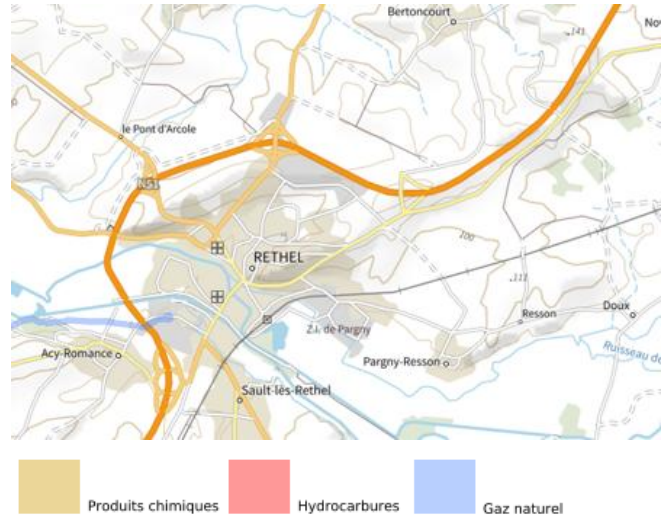 Bertoncourt
141
No
le Pont d'Arcole
N51
RETHEL
100
111
Z.I. de Pargny
Resson
Doux
Acy-Romance
Pargny-Resson
Ruisseau de
Sault-lès-Rethel
Produits chimiques Hydrocarbures Gaz naturel